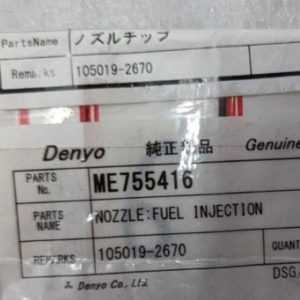 PartsName ノズルチップ
Remarks 105019-2670
Denyo 純正部品 Genuine
PARTS No. ME755416
PARTS NAME NOZZLE:FUEL INJECTION
REMARKS 105019-2670 QUANT
Denyo Co., Ltd. DSG/